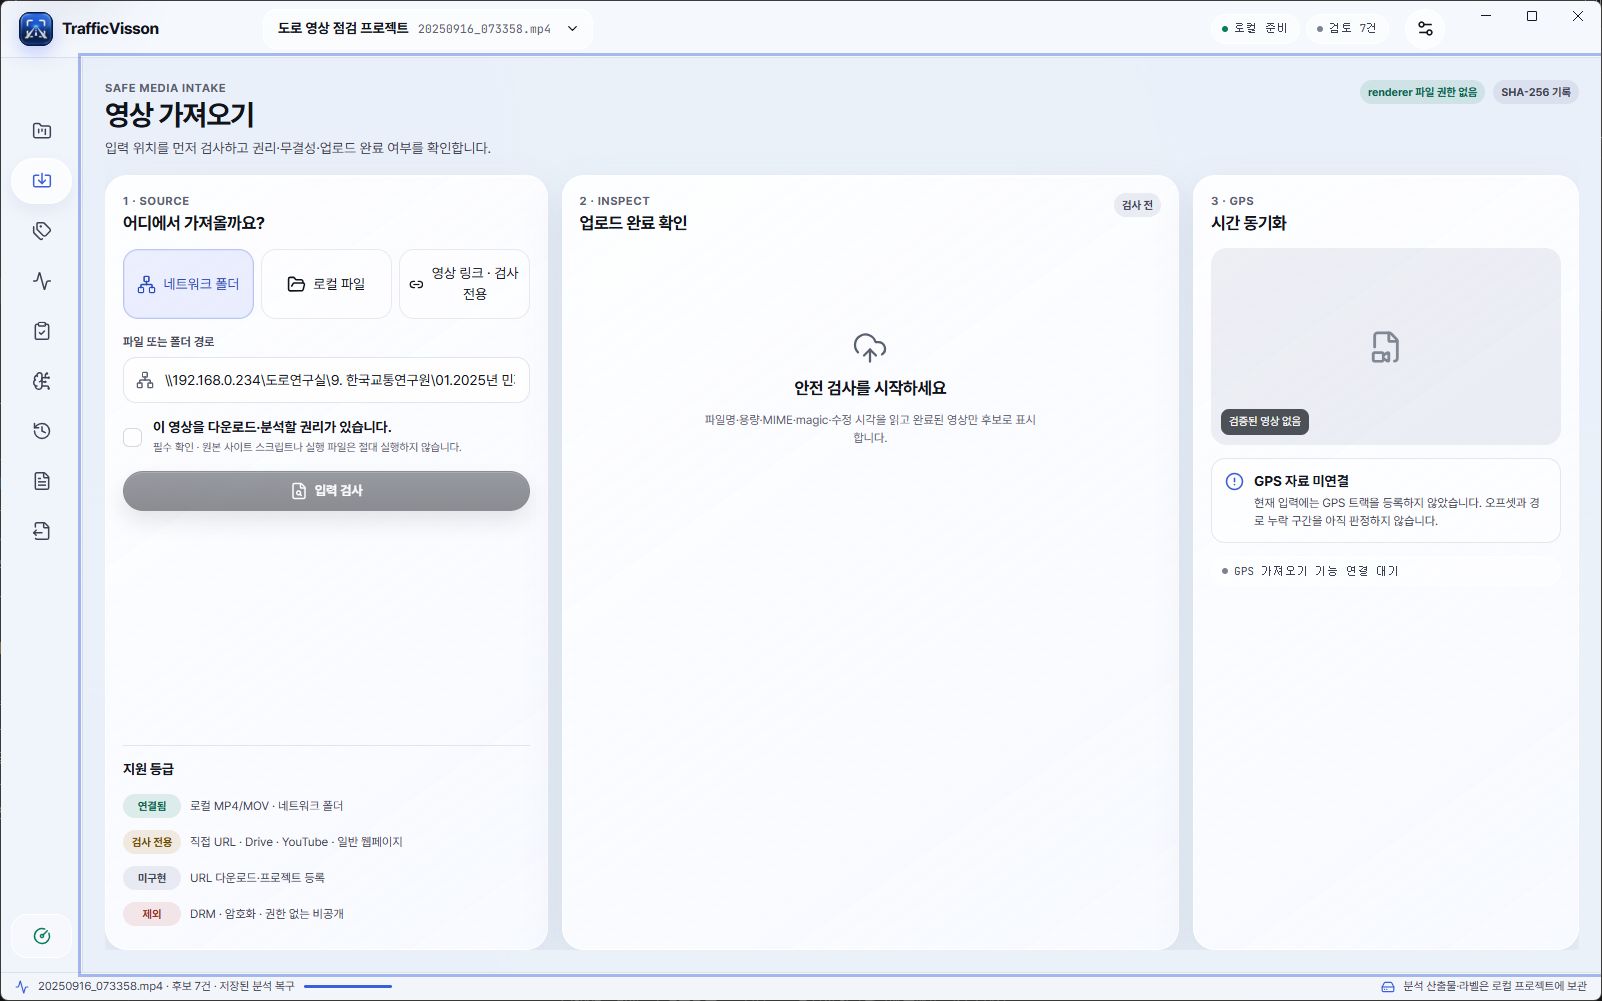 TrafficVisson
도로 영상 점검 프로젝트 20250916_073358.mp4
로컬 준비
검토 7건
SAFE MEDIA INTAKE
영상 가져오기
입력 위치를 먼저 검사하고 권리·무결성·업로드 완료 여부를 확인합니다.
renderer 파일 권한 없음
SHA-256 기록
1 · SOURCE
어디에서 가져올까요?
네트워크 폴더
로컬 파일
영상 링크 · 검사
전용
파일 또는 폴더 경로
\\192.168.0.234\도로연구실\9. 한국교통연구원\01.2025년 민
이 영상을 다운로드·분석할 권리가 있습니다.
필수 확인 · 원본 사이트 스크립트나 실행 파일은 절대 실행하지 않습니다.
입력 검사
지원 등급
연결됨 로컬 MP4/MOV · 네트워크 폴더
검사 전용 직접 URL · Drive · YouTube · 일반 웹페이지
미구현 URL 다운로드·프로젝트 등록
제외 DRM · 암호화 · 권한 없는 비공개
2 · INSPECT
업로드 완료 확인
검사 전
안전 검사를 시작하세요
파일명·용량·MIME·magic·수정 시각을 읽고 완료된 영상만 후보로 표시
합니다.
3 · GPS
시간 동기화
검증된 영상 없음
GPS 자료 미연결
현재 입력에는 GPS 트랙을 등록하지 않았습니다. 오프셋과 경
로 누락 구간을 아직 판정하지 않습니다.
GPS 가져오기 기능 연결 대기
20250916_073358.mp4 · 후보 7건 · 저장된 분석 복구
분석 산출물·라벨은 로컬 프로젝트에 보관